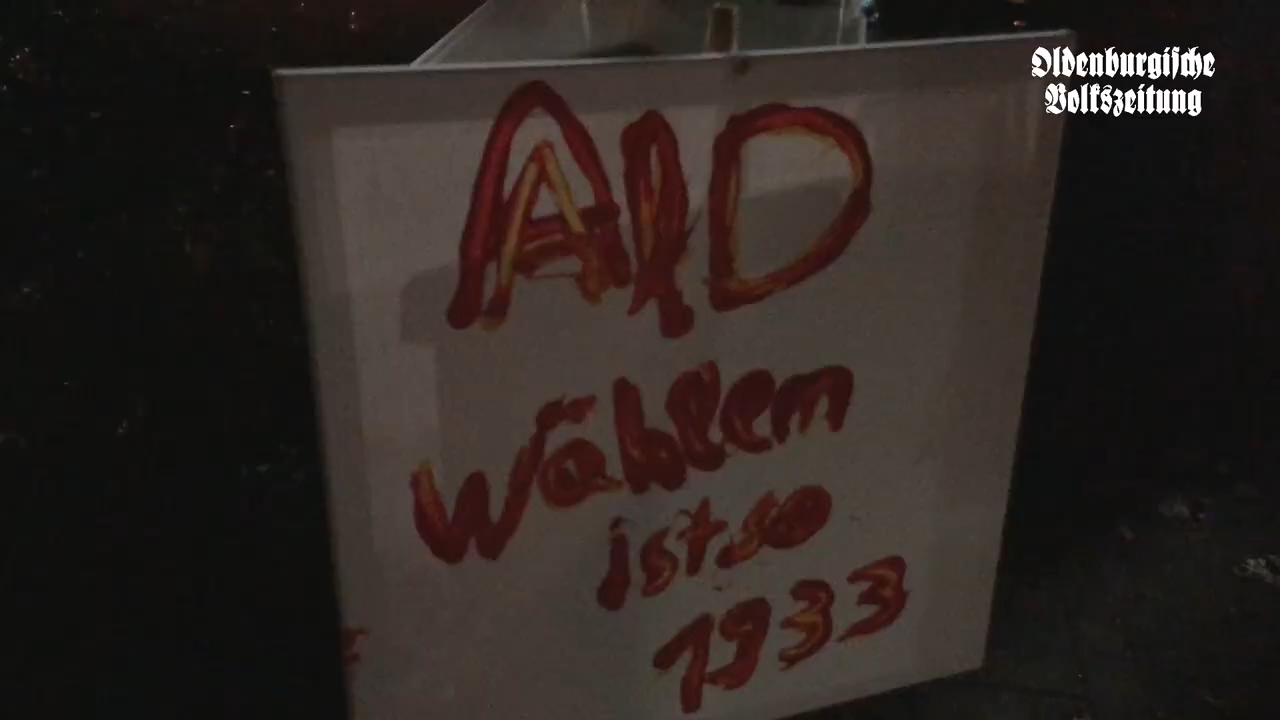 Oldenburgische
Volkszeitung
AfD
wählen
ist so
1933